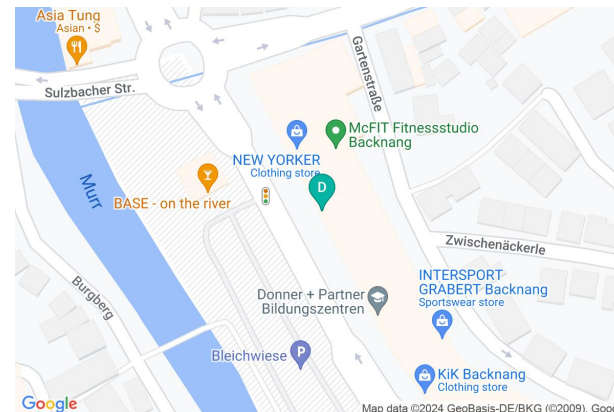 Asia Tung
Asian • $
Sulzbacher Str.
Gartenstraße
McFIT Fitnessstudio
Backnang
NEW YORKER
Clothing store
D
BASE - on the river
Murr
Burgberg
Zwischenäckerle
INTERSPORT
GRABERT Backnang
Sportswear store
Donner + Partner
Bildungszentren
Bleichwiese
P
KiK Backnang
Clothing store
Google
Map data ©2024 GeoBasis-DE/BKG (©2009), Goog